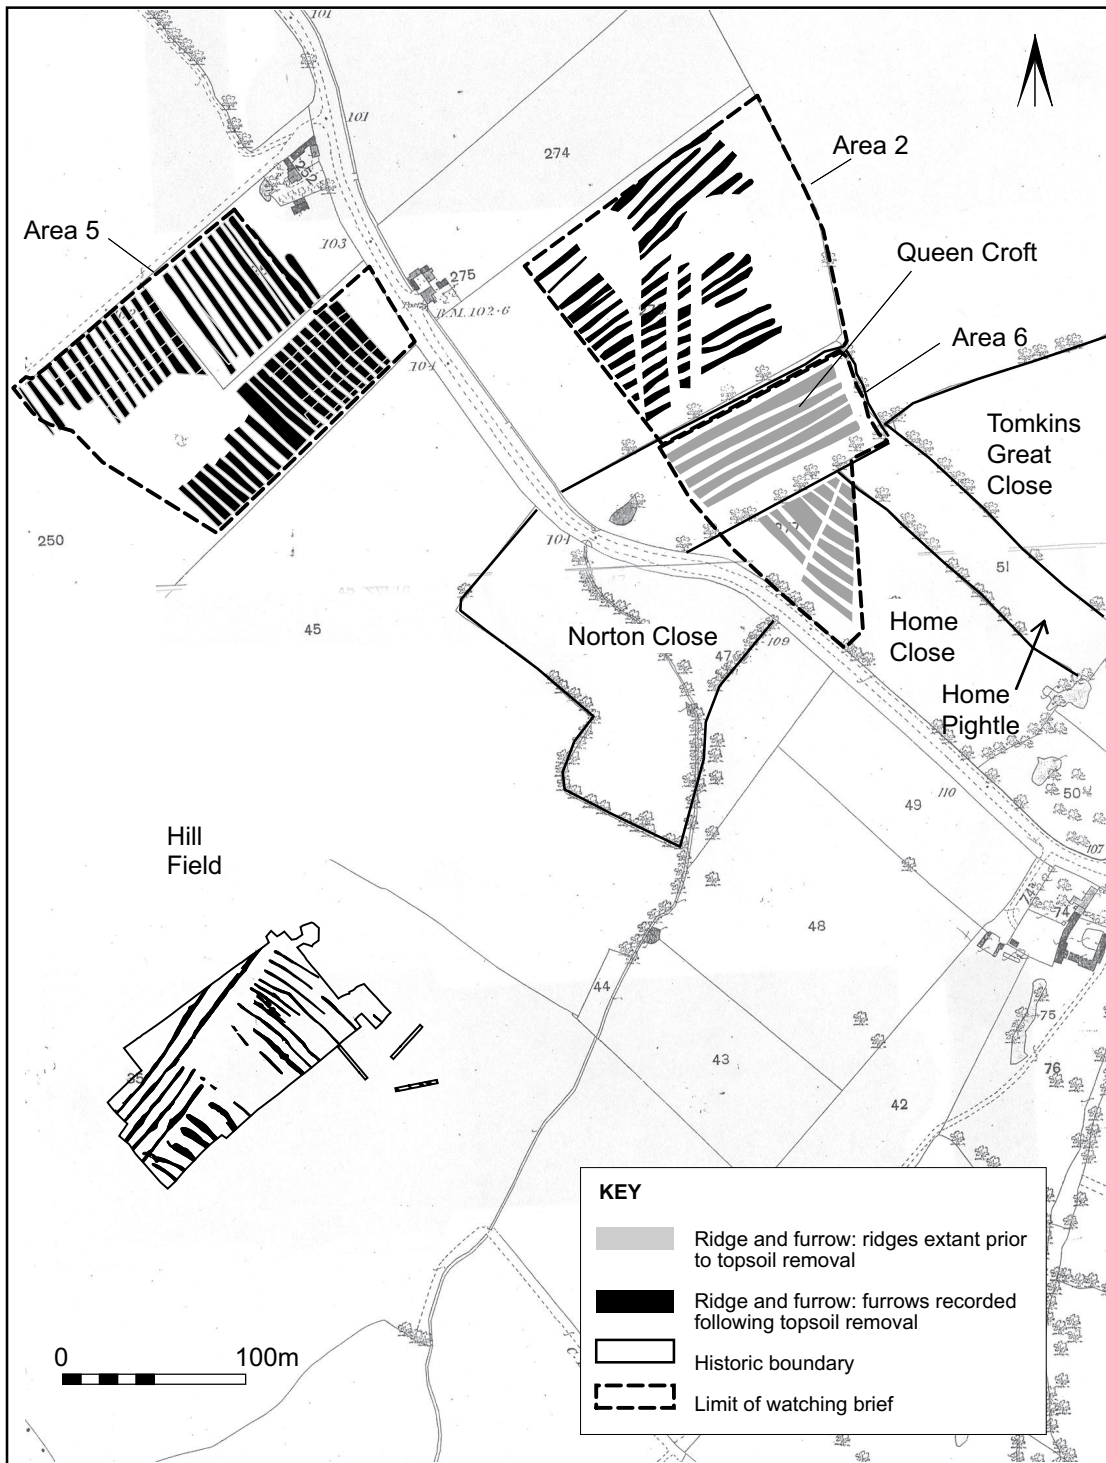 101
101
274
252
103
275
B.M. 102·6
104
Area 2
Area 5
Queen Croft
Area 6
Tomkins
Great
Close
277
51
250
45
104
Norton Close
47
109
Home
Close
Home
Pightle
49
110
50
107
Hill
Field
48
74ª
74
44
75
43
76
35
42
KEY
Ridge and furrow: ridges extant prior
to topsoil removal
Ridge and furrow: furrows recorded
following topsoil removal
Historic boundary
Limit of watching brief
0 100m